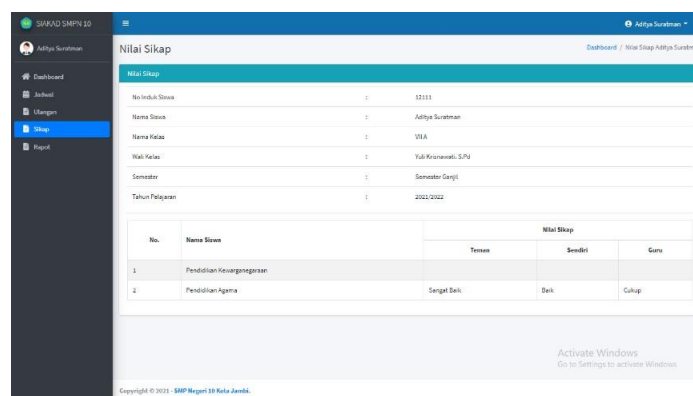 SIAKAD SMPN 10
Aditya Suratman
Aditya Suratman
Dashboard
Jadwal
Ulangan
Sikap
Rapot
Nilai Sikap
Dashboard / Nilai Sikap Aditya Suratm
Nilai Sikap
No Induk Siswa : 12111
Nama Siswa : Aditya Suratman
Nama Kelas : VII A
Wali Kelas : Yuli Krisnawati. S.Pd
Semester : Semester Ganjil
Tahun Pelajaran : 2021/2022
No. Nama Siswa Nilai Sikap
Teman Sendiri Guru
1 Pendidikan Kewarganegaraan
2 Pendidikan Agama Sangat Baik Baik Cukup
Activate Windows
Go to Settings to activate Windows.
Copyright © 2021 - SMP Negeri 10 Kota Jambi.